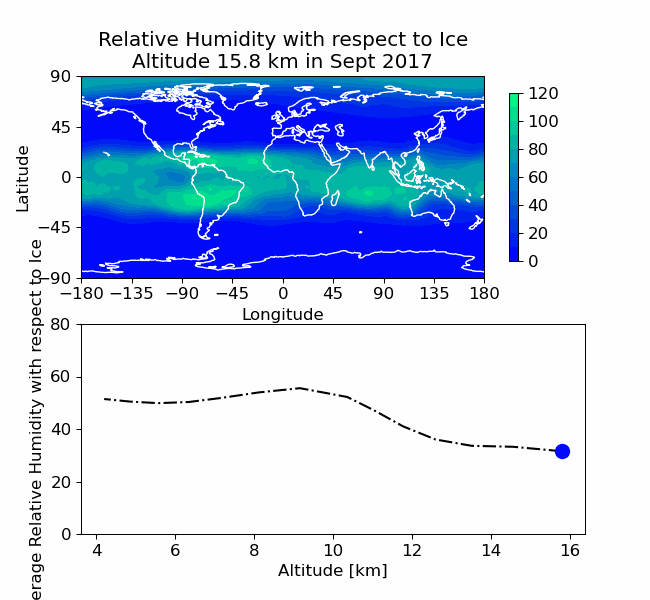 Relative Humidity with respect to Ice
Altitude 15.8 km in Sept 2017
90
45
0
−45
−90
Latitude
−180 −135 −90 −45 0 45 90 135 180
Longitude
120
100
80
60
40
20
0
80
60
40
20
0
erage Relative Humidity with respect to Ice
4 6 8 10 12 14 16
Altitude [km]